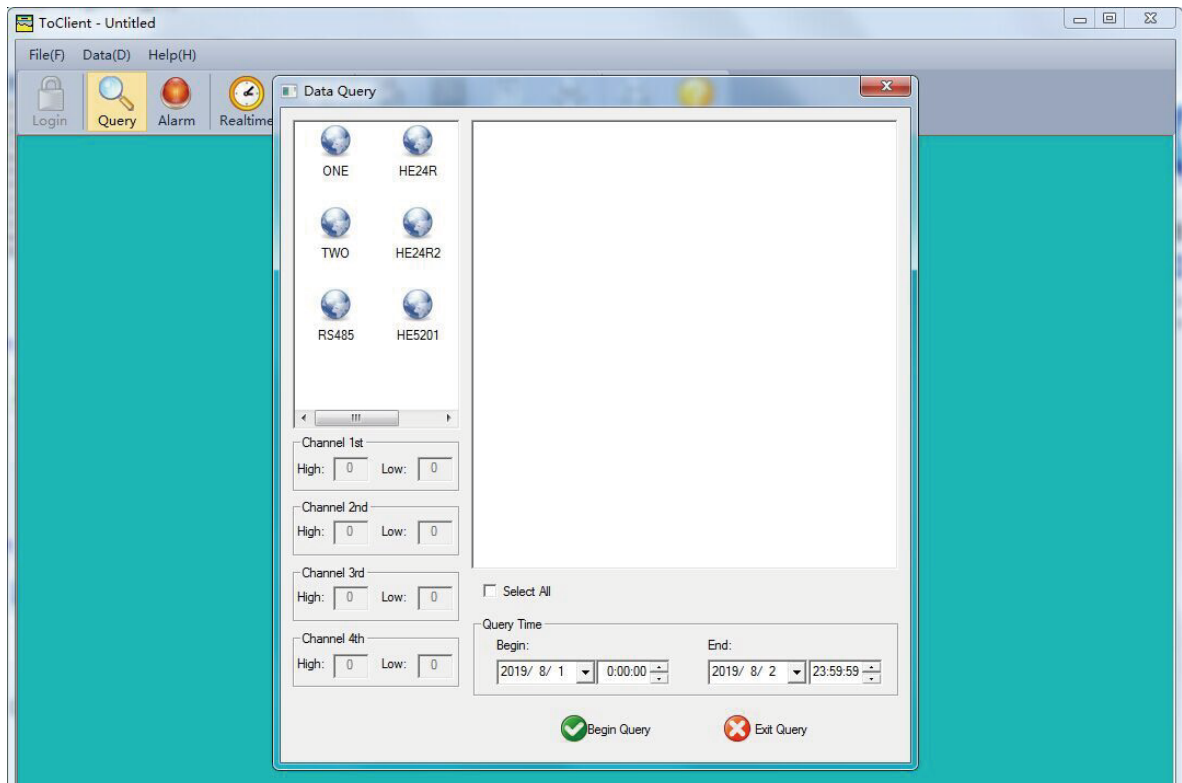 ToClient - Untitled
File(F) Data(D) Help(H)
Login Query Alarm Realtime
Data Query
ONE HE24R
TWO HE24R2
RS485 HE5201
Channel 1st
High: 0 Low: 0
Channel 2nd
High: 0 Low: 0
Channel 3rd
High: 0 Low: 0
Channel 4th
High: 0 Low: 0
Select All
Query Time
Begin: End:
2019/ 8/ 1 0:00:00 2019/ 8/ 2 23:59:59
Begin Query Exit Query